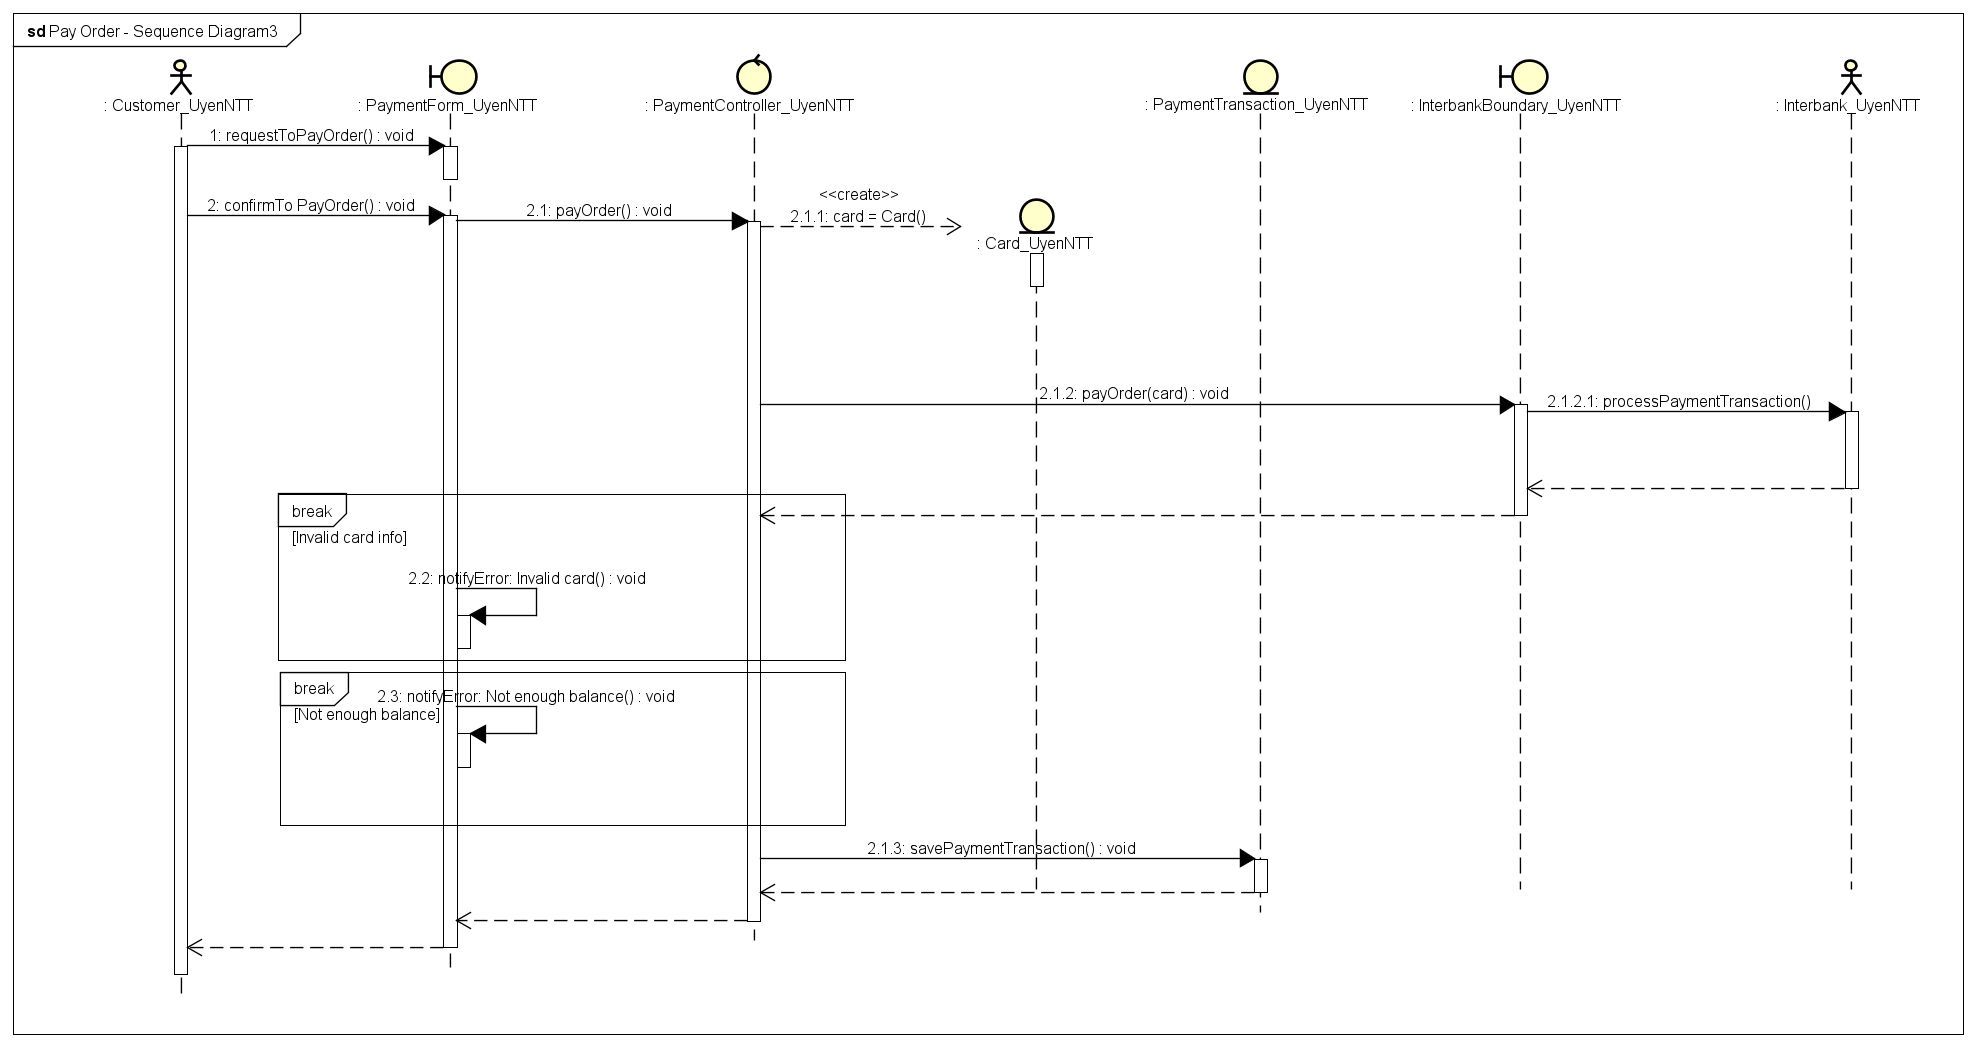 sd Pay Order - Sequence Diagram3
: Customer_UyenNTT
: PaymentForm_UyenNTT
: PaymentController_UyenNTT
: PaymentTransaction_UyenNTT
: InterbankBoundary_UyenNTT
: Interbank_UyenNTT
1: requestToPayOrder() : void
<<create>>
2: confirmTo PayOrder() : void
2.1: payOrder() : void
2.1.1: card = Card()
: Card_UyenNTT
2.1.2: payOrder(card) : void
2.1.2.1: processPaymentTransaction()
break
[Invalid card info]
2.2: notifyError: Invalid card() : void
break
2.3: notifyError: Not enough balance() : void
[Not enough balance]
2.1.3: savePaymentTransaction() : void